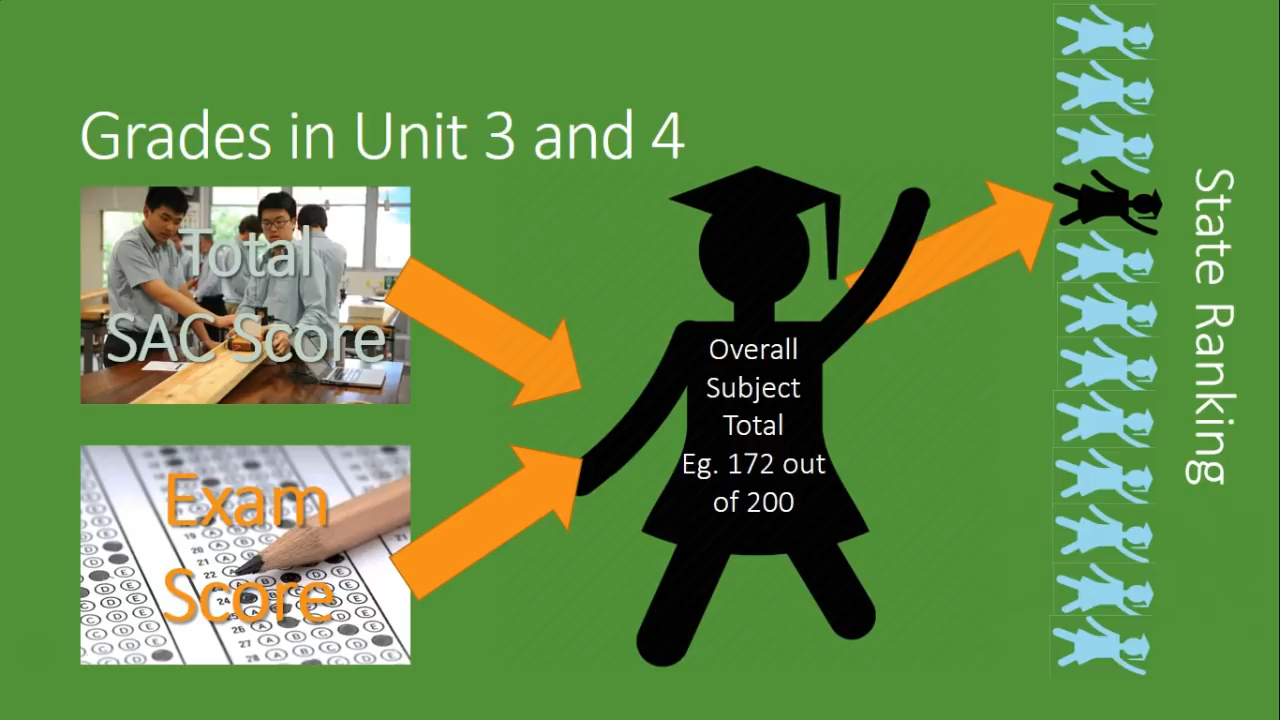 Grades in Unit 3 and 4
Total
SAC Score
Exam
Score
Overall
Subject
Total
Eg. 172 out
of 200
State Ranking